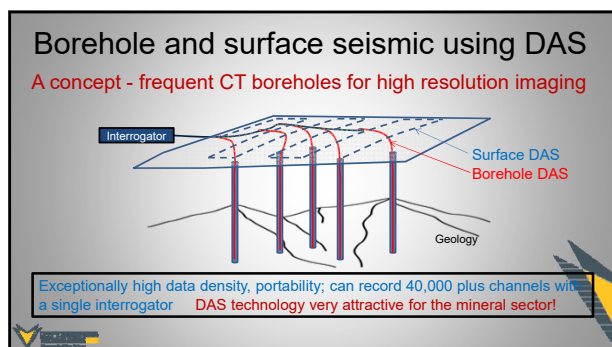 Borehole and surface seismic using DAS
A concept - frequent CT boreholes for high resolution imaging
Interrogator
Surface DAS
Borehole DAS
Geology
Exceptionally high data density, portability; can record 40,000 plus channels with
a single interrogator DAS technology very attractive for the mineral sector!